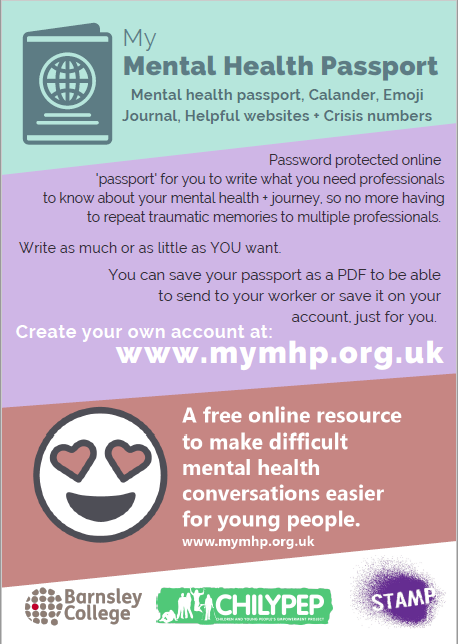 My
Mental Health Passport
Mental health passport, Calander, Emoji
Journal, Helpful websites + Crisis numbers
Password protected online
'passport' for you to write what you need professionals
to know about your mental health + journey, so no more having
to repeat traumatic memories to multiple professionals.
Write as much or as little as YOU want.
You can save your passport as a PDF to be able
to send to your worker or save it on your
account, just for you.
Create your own account at:
www.mymhp.org.uk
A free online resource
to make difficult
mental health
conversations easier
for young people.
www.mymhp.org.uk
Barnsley
College
CHILYPEP
CHILDREN AND YOUNG PEOPLE'S EMPOWERMENT PROJECT
STAMP